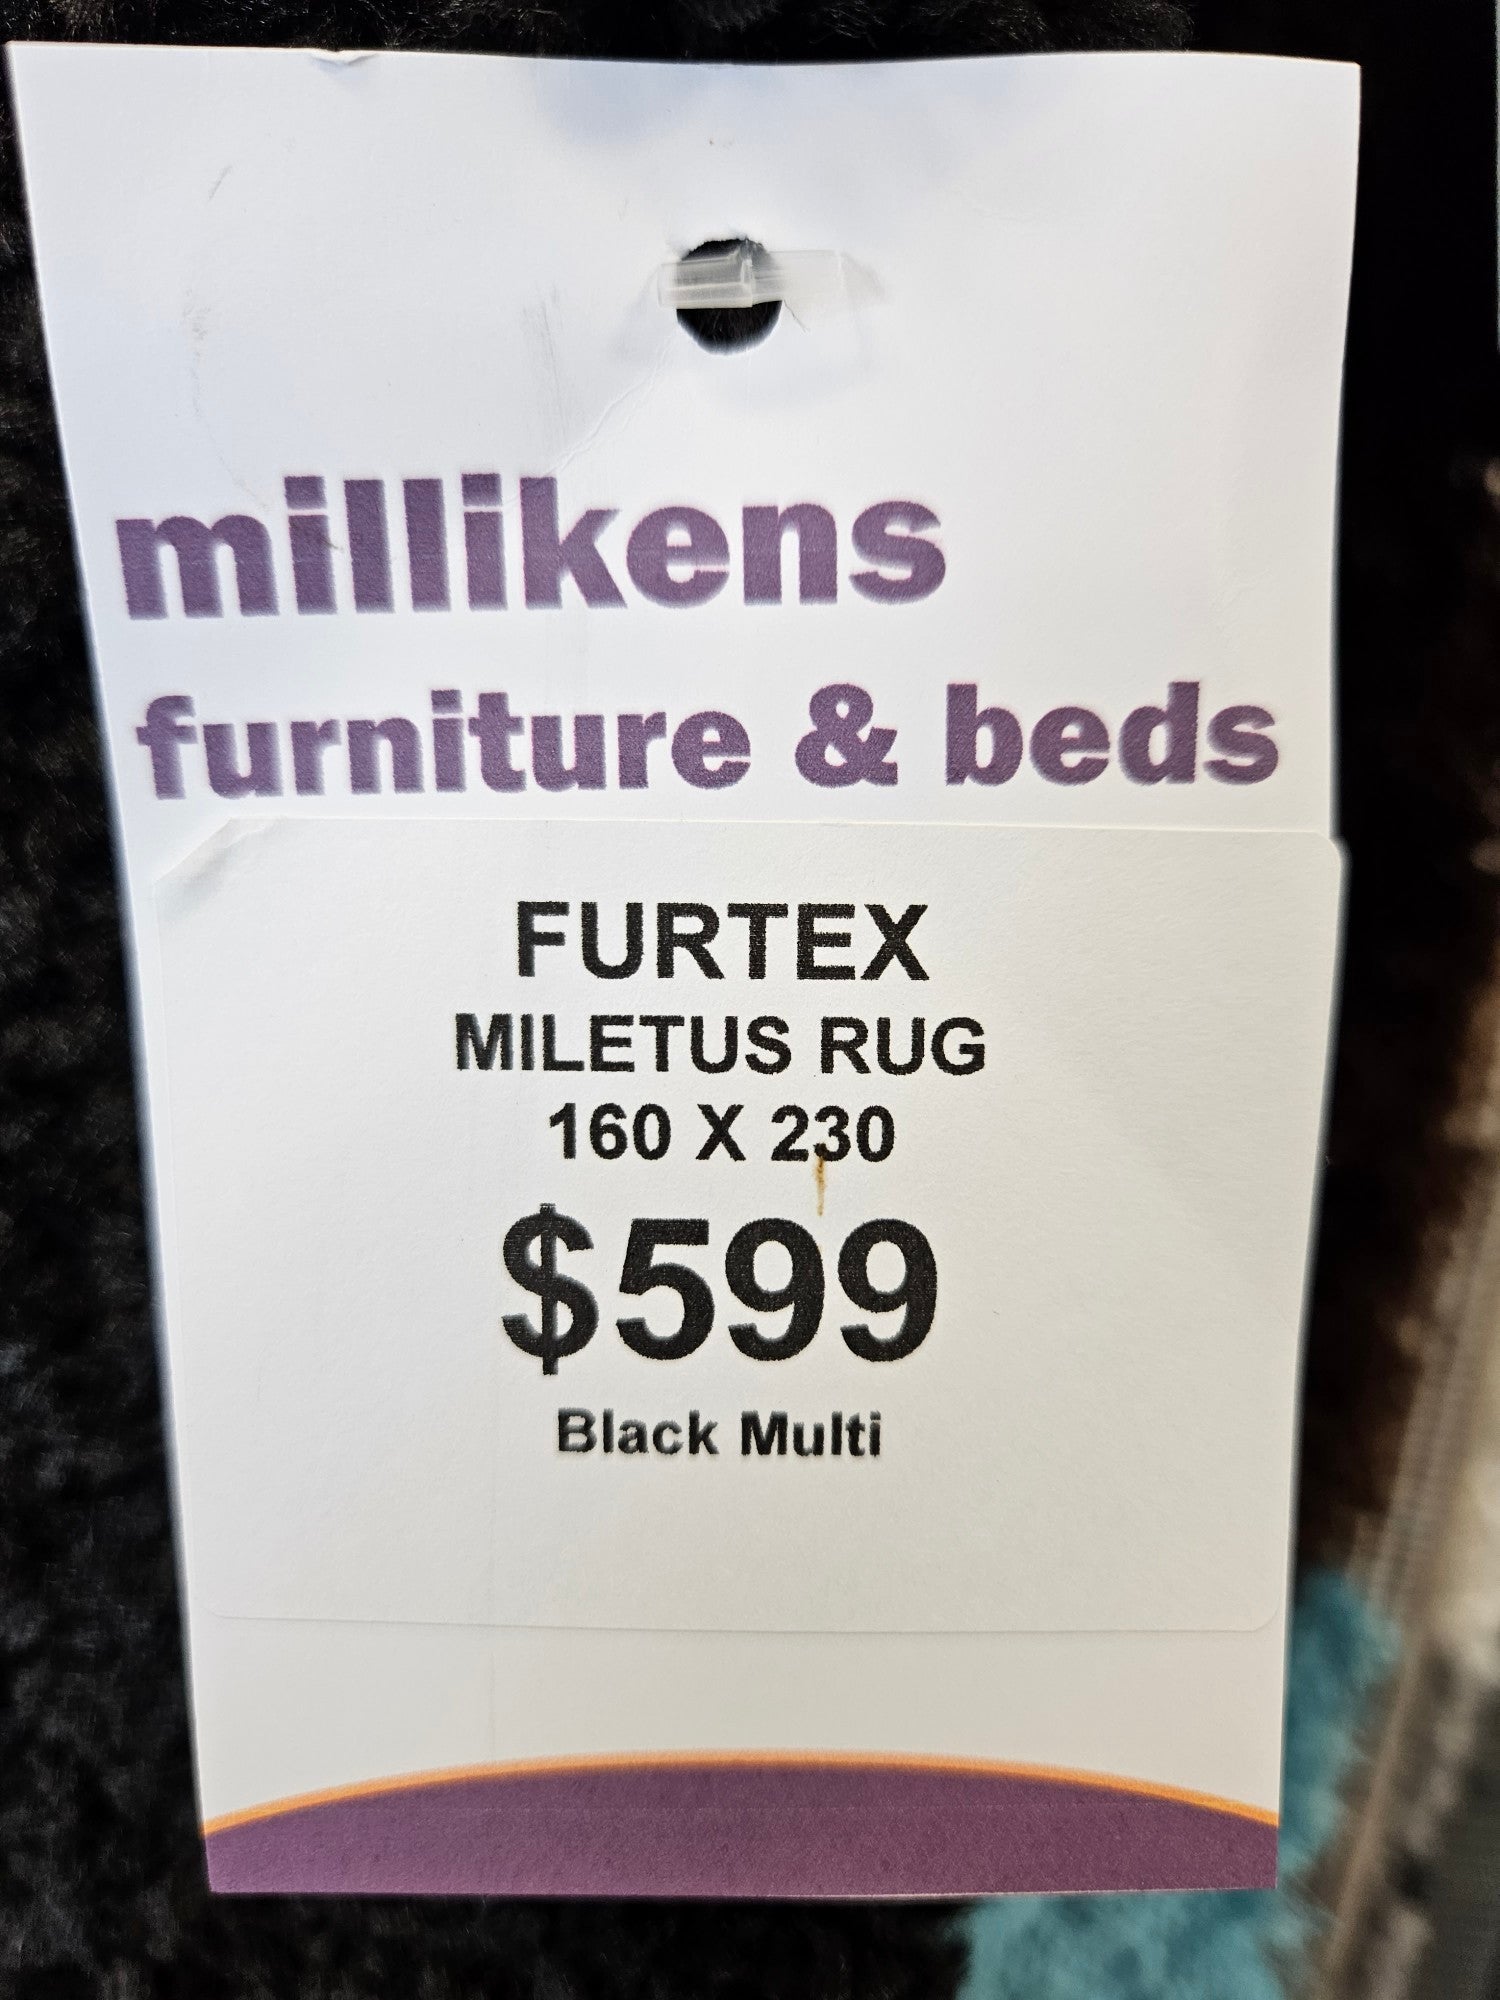 millikens
furniture & beds
FURTEX
MILETUS RUG
160 X 230
$599
Black Multi